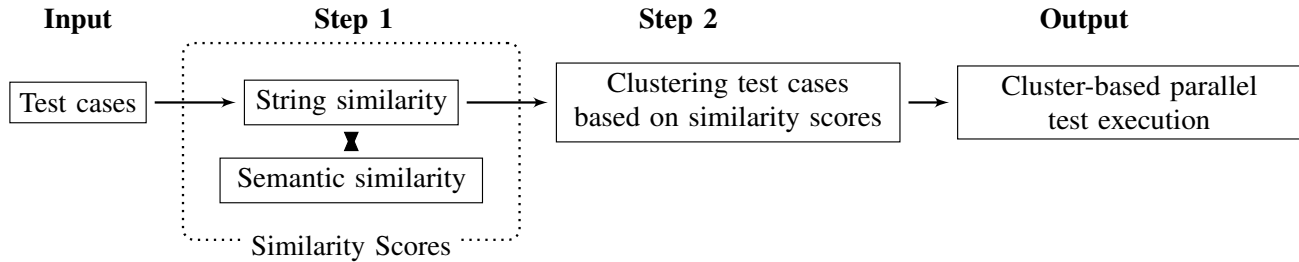 Input
Step 1
Step 2
Output
Test cases
String similarity
Semantic similarity
Similarity Scores
Clustering test cases
based on similarity scores
Cluster-based parallel
test execution